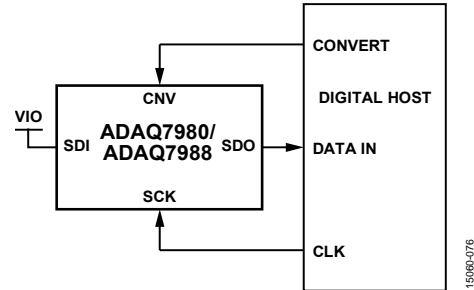 CONVERT
CNV
DIGITAL HOST
VIO
ADAQ7980/
SDI
SDO
DATA IN
ADAQ7988
SCK
CLK
15060-076